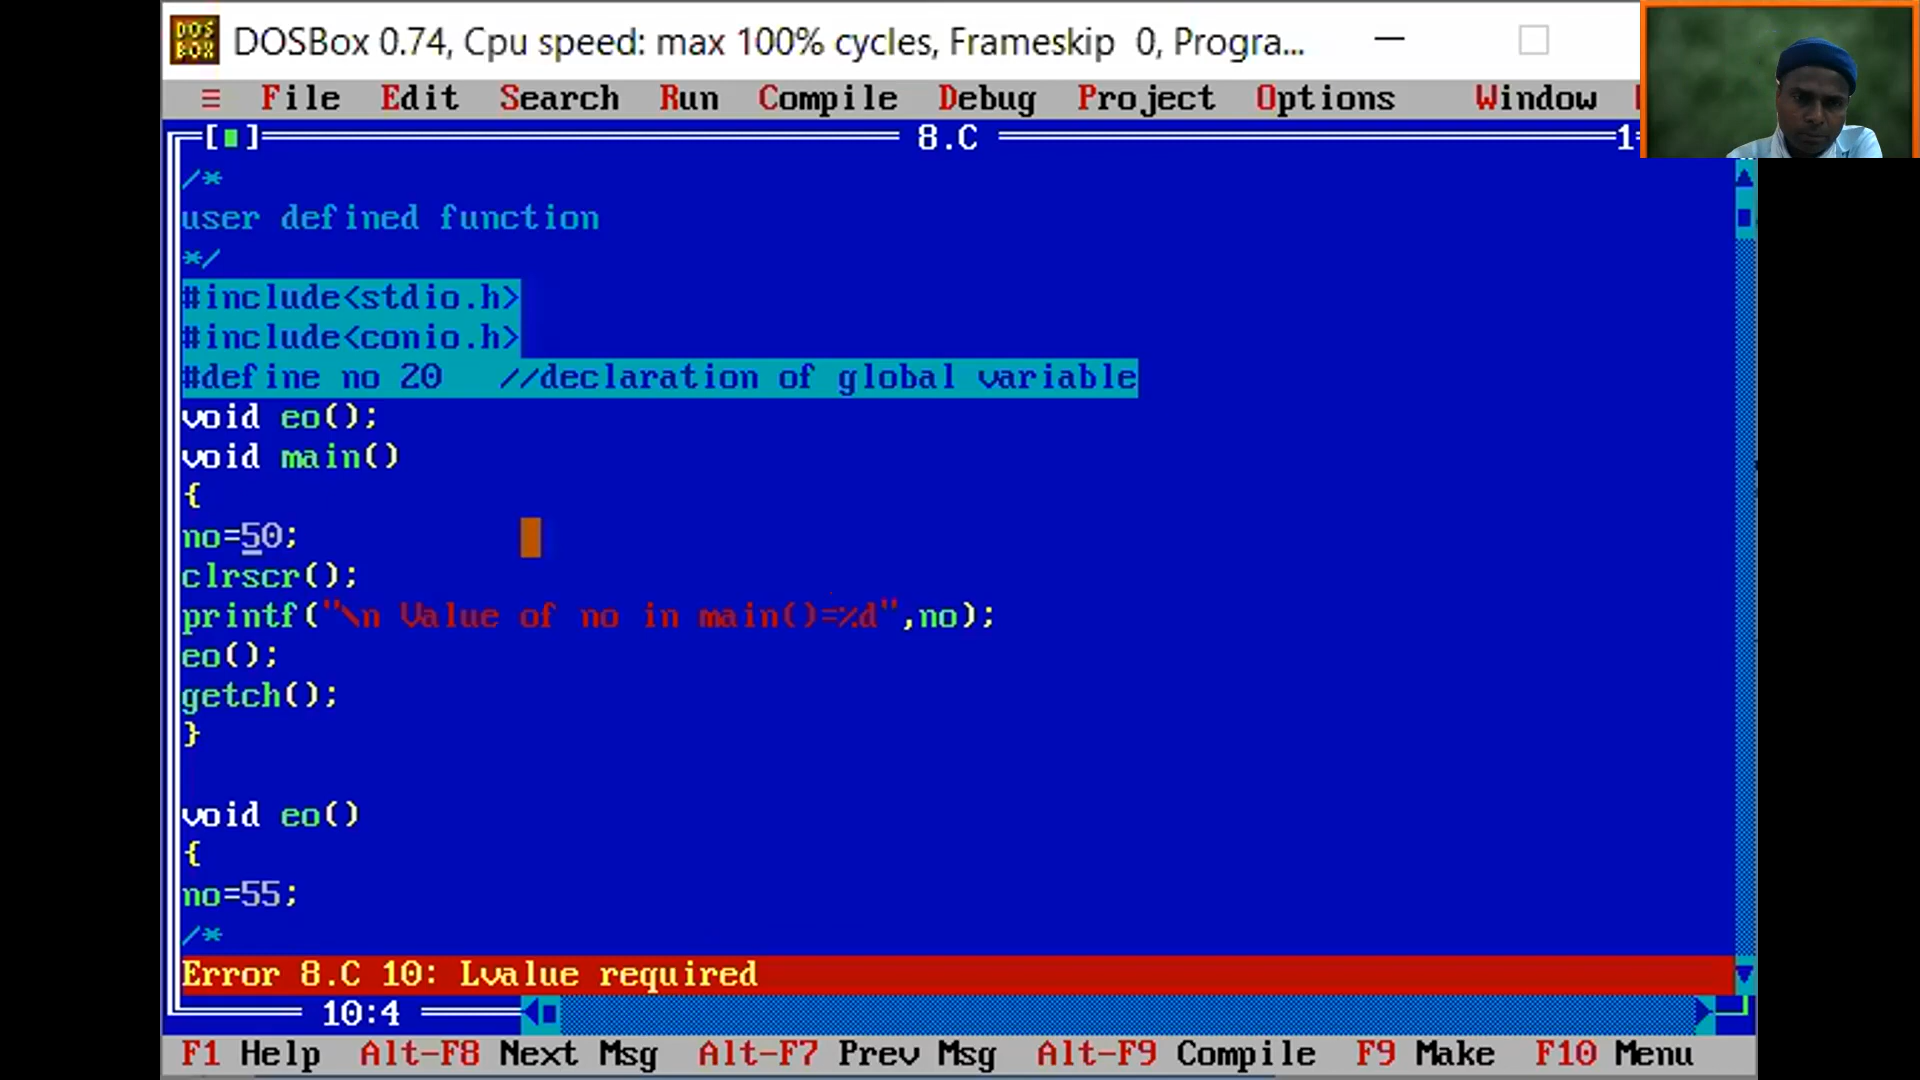 DOSBox 0.74, Cpu speed: max 100% cycles, Frameskip 0, Progra...
≡ File Edit Search Run Compile Debug Project Options Window
[■] 8.C 1
/*
user defined function
*/
#include<stdio.h>
#include<conio.h>
#define no 20 //declaration of global variable
void eo();
void main()
{
no=50;
clrscr();
printf("\n Value of no in main()=%d",no);
eo();
getch();
}
void eo()
{
no=55;
/*
Error 8.C 10: Lvalue required
10:4
F1 Help Alt-F8 Next Msg Alt-F7 Prev Msg Alt-F9 Compile F9 Make F10 Menu